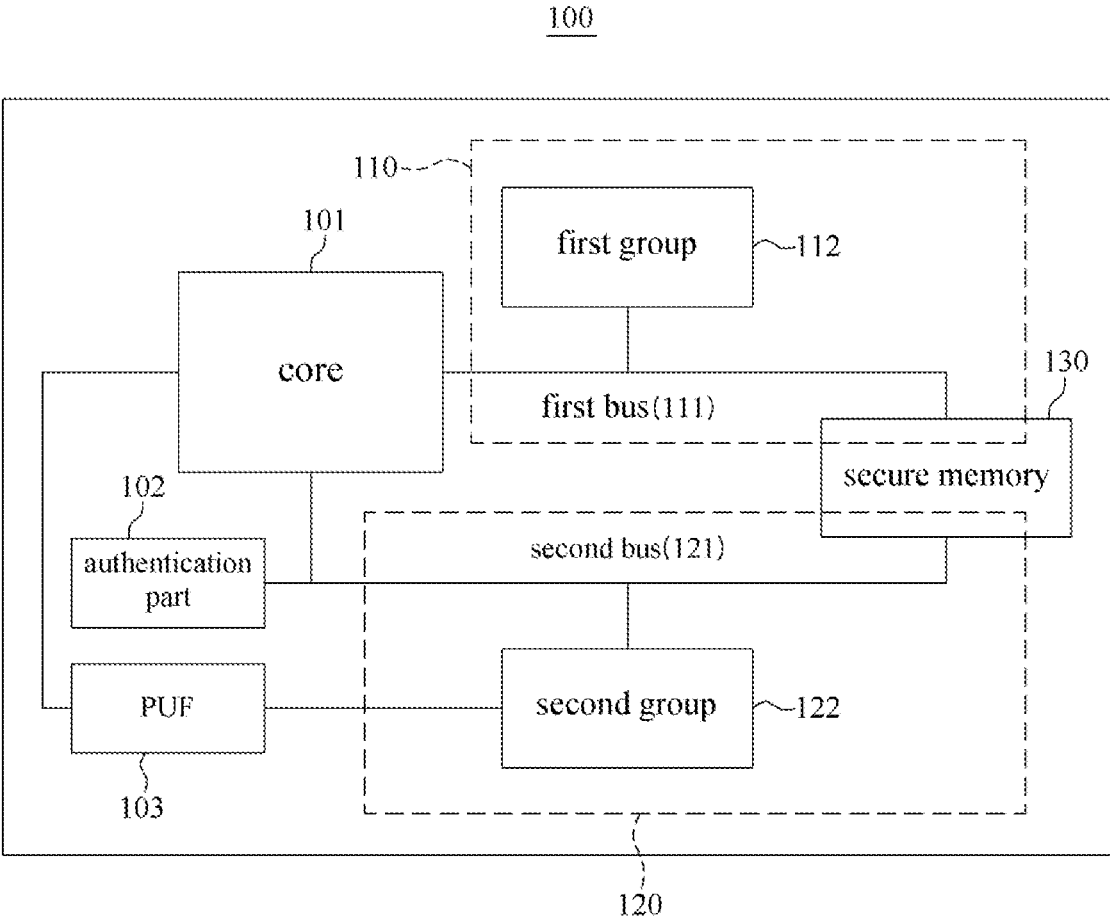 100
110
101
first group
112
core
130
first bus(111)
secure memory
102
second bus(121)
authentication
part
PUF
second group
122
103
120